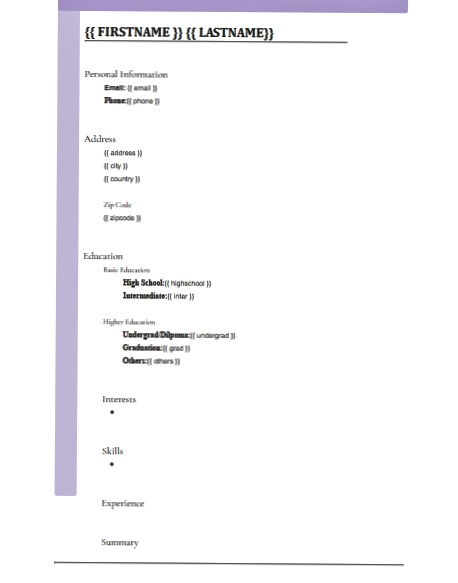 {{ FIRSTNAME }} {{ LASTNAME}}
Personal Information
Email: {{ email }}
Phone:{{ phone }}
Address
{{ address }}
{{ city }}
{{ country }}
Zip Code
{{ zipcode }}
Education
Basic Education
High School:{{ highschool }}
Intermediate:{{ inter }}
Higher Education
Undergrad/Dilpoma:{{ undergrad }}
Graduation:{{ grad }}
Others:{{ others }}
Interests
•
Skills
•
Experience
Summary